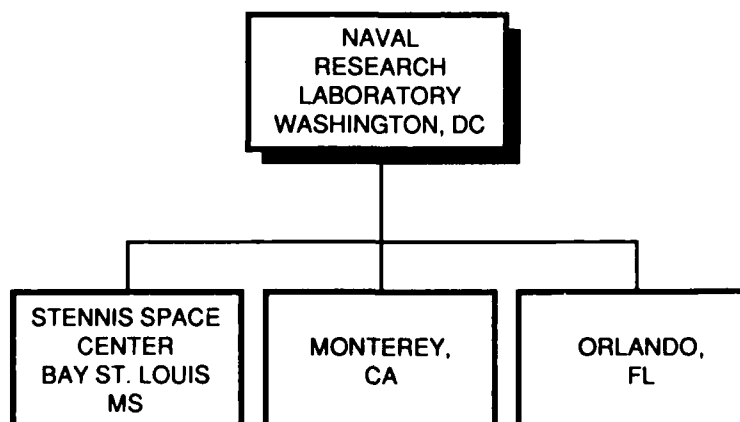 NAVAL
RESEARCH
LABORATORY
WASHINGTON, DC
STENNIS SPACE
CENTER
BAY ST. LOUIS
MS
MONTEREY,
CA
ORLANDO,
FL